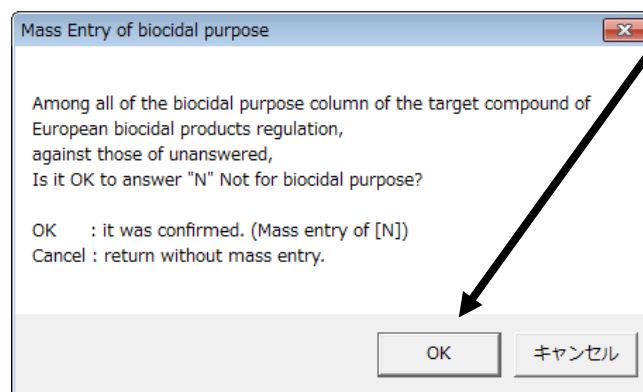 Mass Entry of biocidal purpose
Among all of the biocidal purpose column of the target compound of
European biocidal products regulation,
against those of unanswered,
Is it OK to answer "N" Not for biocidal purpose?
OK : it was confirmed. (Mass entry of [N])
Cancel : return without mass entry.
OK キャンセル